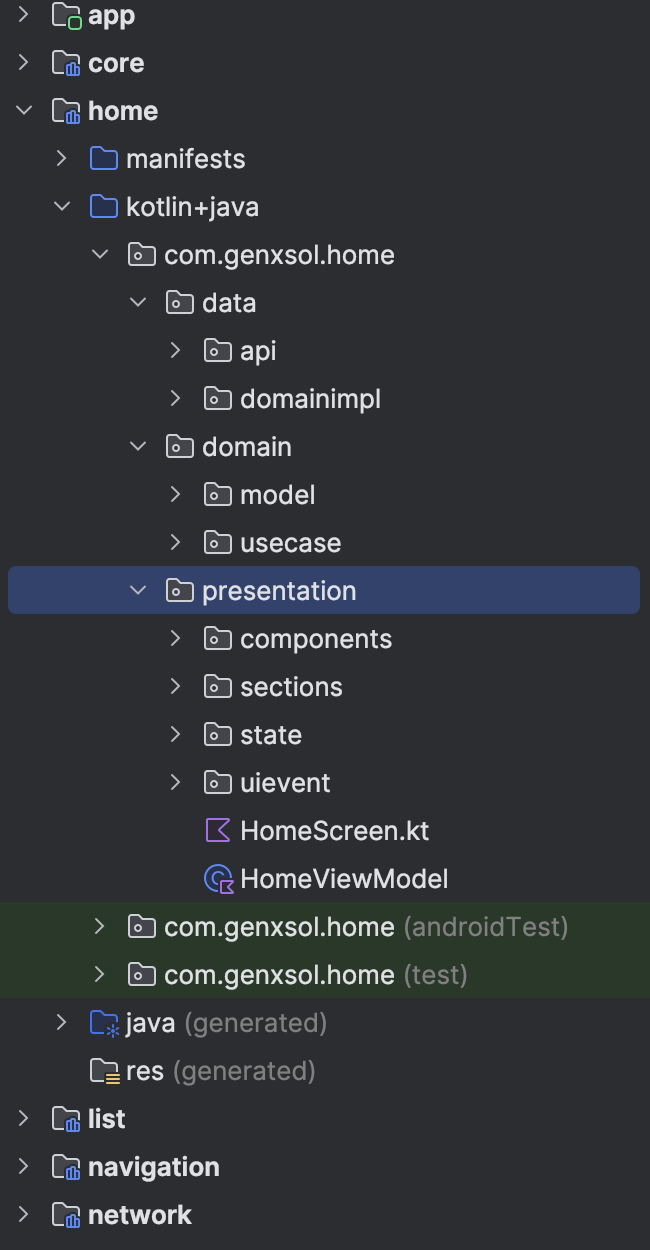 app
core
home
manifests
kotlin+java
com.genxsol.home
data
api
domainimpl
domain
model
usecase
presentation
components
sections
state
uievent
HomeScreen.kt
HomeViewModel
com.genxsol.home (androidTest)
com.genxsol.home (test)
java (generated)
res (generated)
list
navigation
network